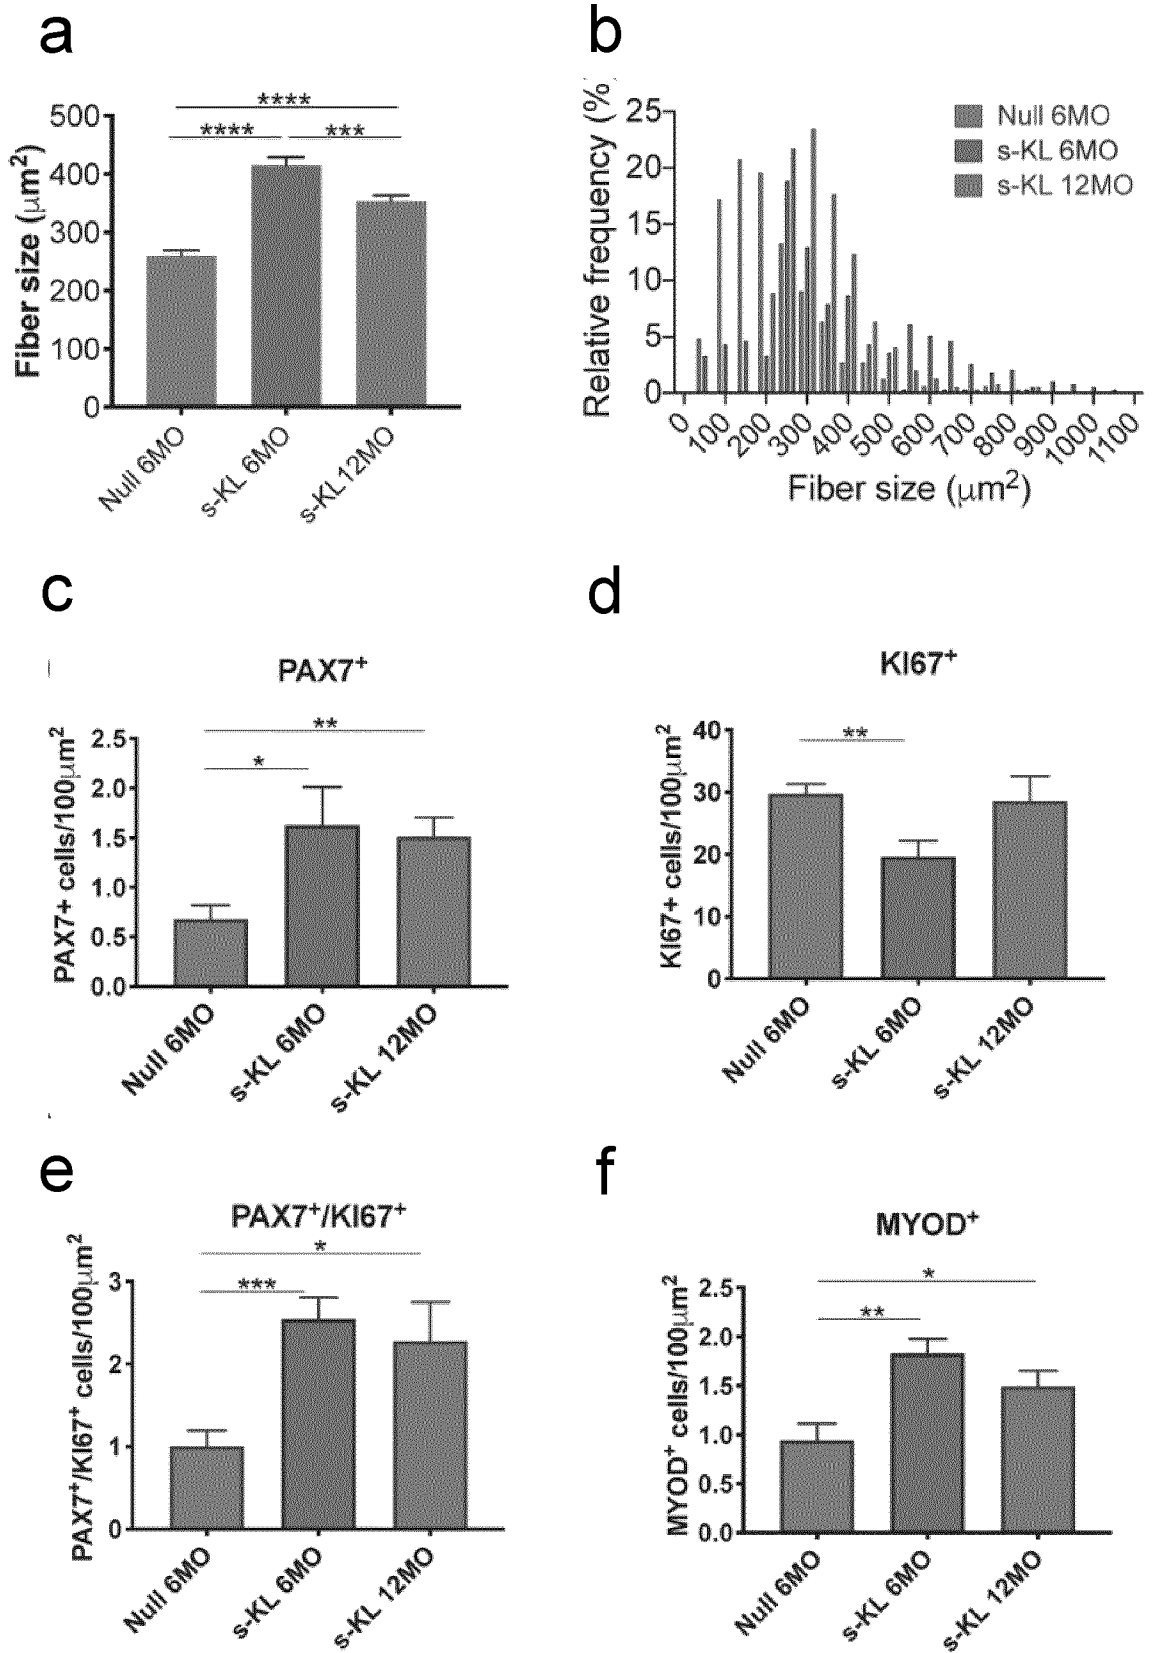 a
Fiber size (μm²)
500
400
300
200
100
0
****
****
***
Null 6MO
s-KL 6MO
s-KL 12MO
b
Relative frequency (%)
25
20
15
10
5
0
Null 6MO
s-KL 6MO
s-KL 12MO
0
100
200
300
400
500
600
700
800
900
1000
1100
Fiber size (μm²)
c
PAX7⁺
PAX7+ cells/100μm²
2.5
2.0
1.5
1.0
0.5
0.0
**
*
Null 6MO
s-KL 6MO
s-KL 12MO
d
KI67⁺
KI67+ cells/100μm²
40
30
20
10
0
**
Null 6MO
s-KL 6MO
s-KL 12MO
e
PAX7⁺/KI67⁺
PAX7⁺/KI67⁺ cells/100μm²
3
2
1
0
*
***
Null 6MO
s-KL 6MO
s-KL 12MO
f
MYOD⁺
MYOD⁺ cells/100μm²
2.5
2.0
1.5
1.0
0.5
0.0
*
**
Null 6MO
s-KL 6MO
s-KL 12MO